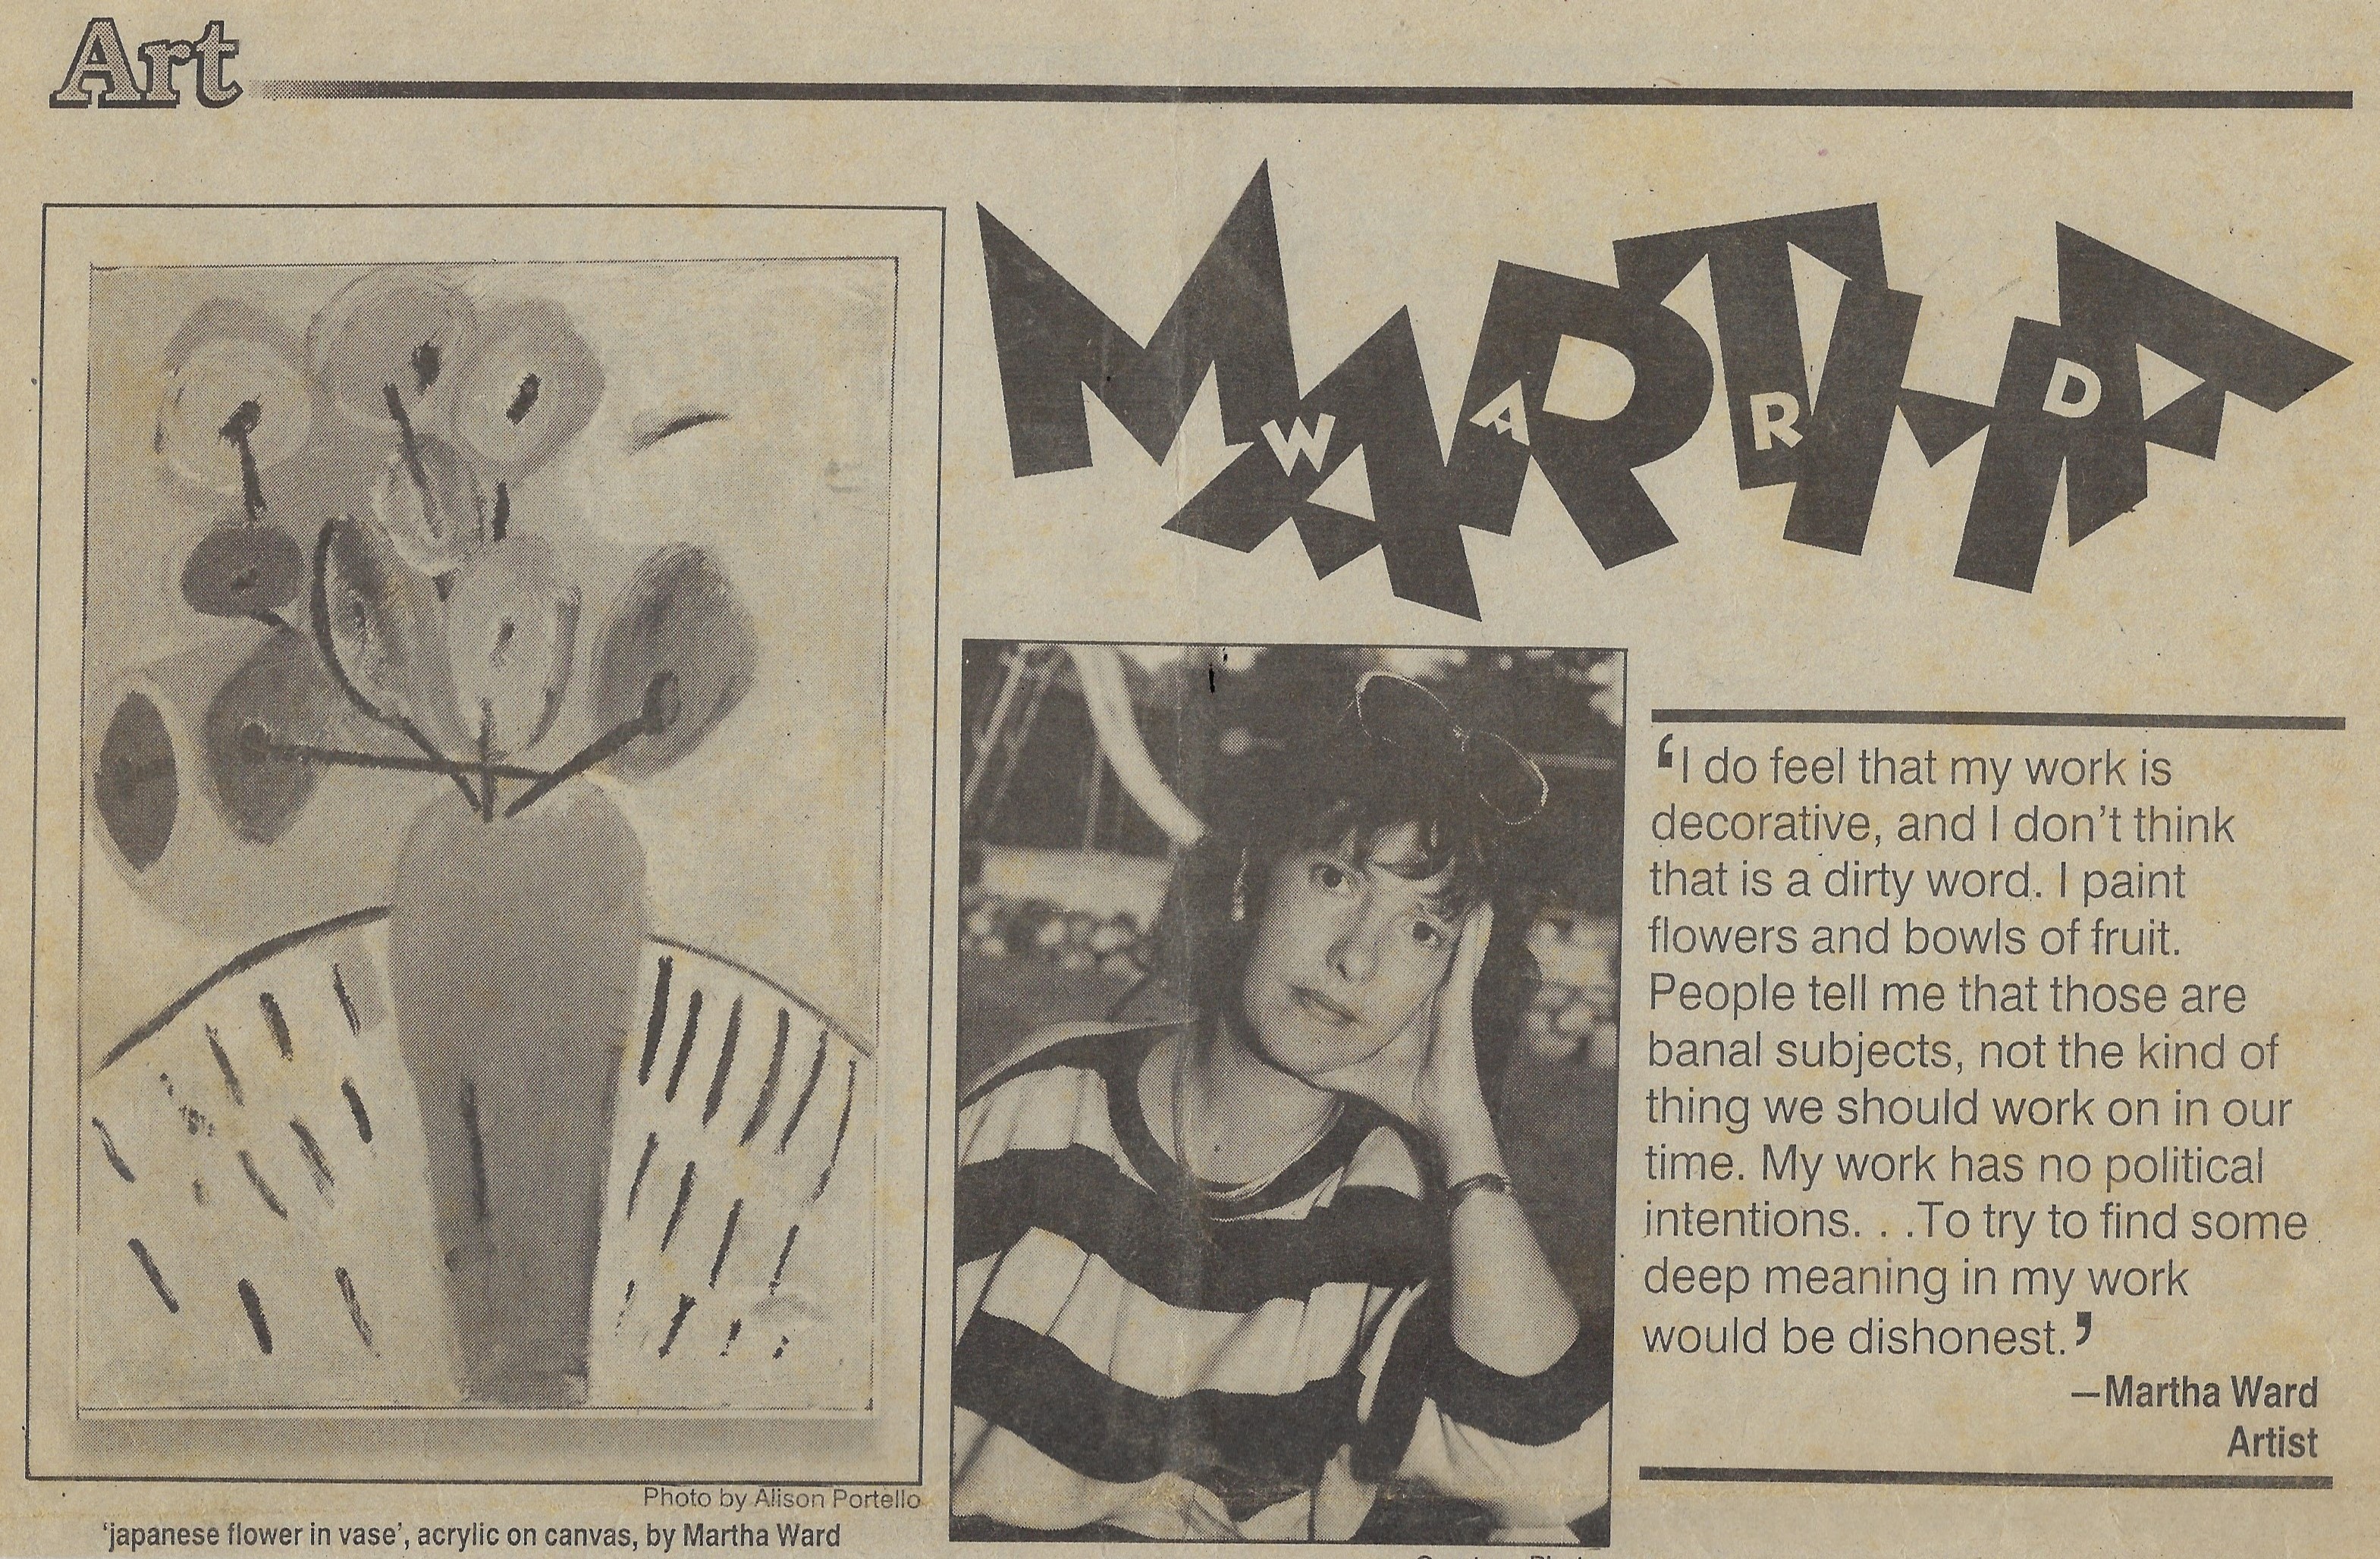 Art
MARTHA
WARD
Photo by Alison Portello
'japanese flower in vase', acrylic on canvas, by Martha Ward
‘I do feel that my work is
decorative, and I don’t think
that is a dirty word. I paint
flowers and bowls of fruit.
People tell me that those are
banal subjects, not the kind of
thing we should work on in our
time. My work has no political
intentions. . .To try to find some
deep meaning in my work
would be dishonest.’
—Martha Ward
Artist